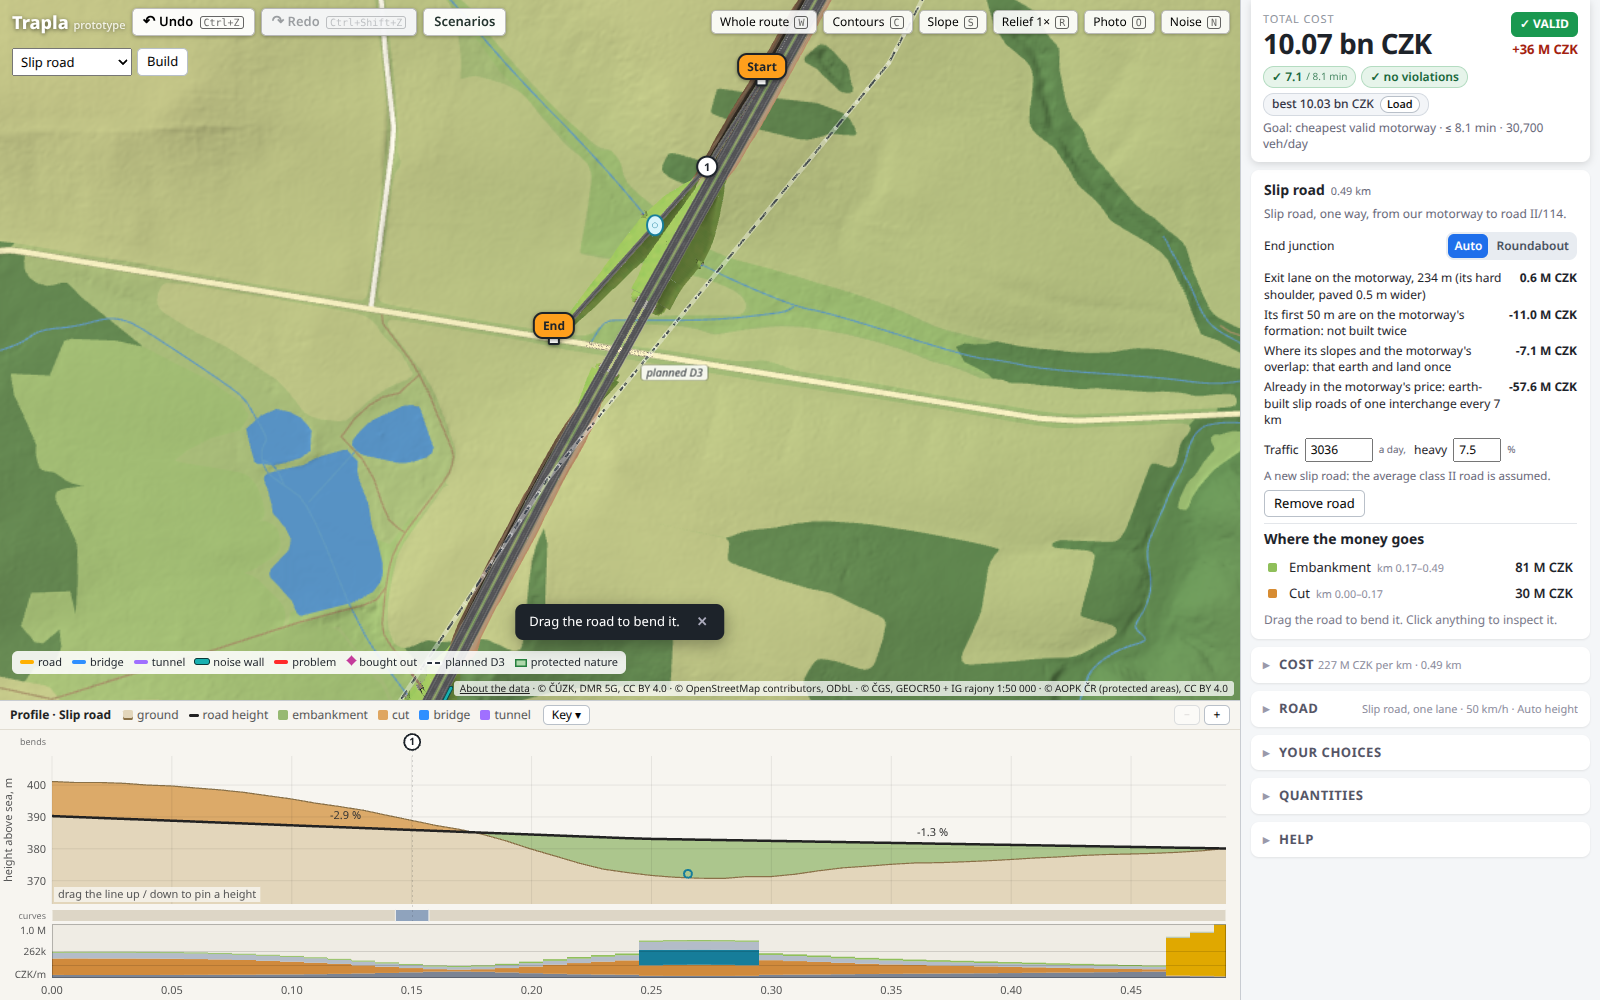 Trapla prototype
↶ Undo Ctrl+Z
↷ Redo Ctrl+Shift+Z
Scenarios
Whole route W
Contours C
Slope S
Relief 1× R
Photo O
Noise N
Slip road
Build
Start
1
End
planned D3
Drag the road to bend it. ×
road
bridge
tunnel
noise wall
problem
bought out
planned D3
protected nature
About the data · © ČÚZK, DMR 5G, CC BY 4.0 · © OpenStreetMap contributors, ODbL · © ČGS, GEOCR50 + IG rajony 1:50 000 · © AOPK ČR (protected areas), CC BY 4.0
TOTAL COST
10.07 bn CZK
✓ VALID
+36 M CZK
✓ 7.1 / 8.1 min
✓ no violations
best 10.03 bn CZK Load
Goal: cheapest valid motorway · ≤ 8.1 min · 30,700
veh/day
Slip road 0.49 km
Slip road, one way, from our motorway to road II/114.
End junction Auto Roundabout
Exit lane on the motorway, 234 m (its hard 0.6 M CZK
shoulder, paved 0.5 m wider)
Its first 50 m are on the motorway's -11.0 M CZK
formation: not built twice
Where its slopes and the motorway's -7.1 M CZK
overlap: that earth and land once
Already in the motorway's price: earth- -57.6 M CZK
built slip roads of one interchange every 7
km
Traffic 3036 a day, heavy 7.5 %
A new slip road: the average class II road is assumed.
Remove road
Where the money goes
Embankment km 0.17–0.49 81 M CZK
Cut km 0.00–0.17 30 M CZK
Drag the road to bend it. Click anything to inspect it.
▶ COST 227 M CZK per km · 0.49 km
▶ ROAD Slip road, one lane · 50 km/h · Auto height
▶ YOUR CHOICES
▶ QUANTITIES
▶ HELP
Profile · Slip road
ground
road height
embankment
cut
bridge
tunnel
Key ▾
−
+
bends
1
height above sea, m
400
390
380
370
-2.9 %
-1.3 %
drag the line up / down to pin a height
curves
1.0 M
262k
CZK/m
0.00 0.05 0.10 0.15 0.20 0.25 0.30 0.35 0.40 0.45